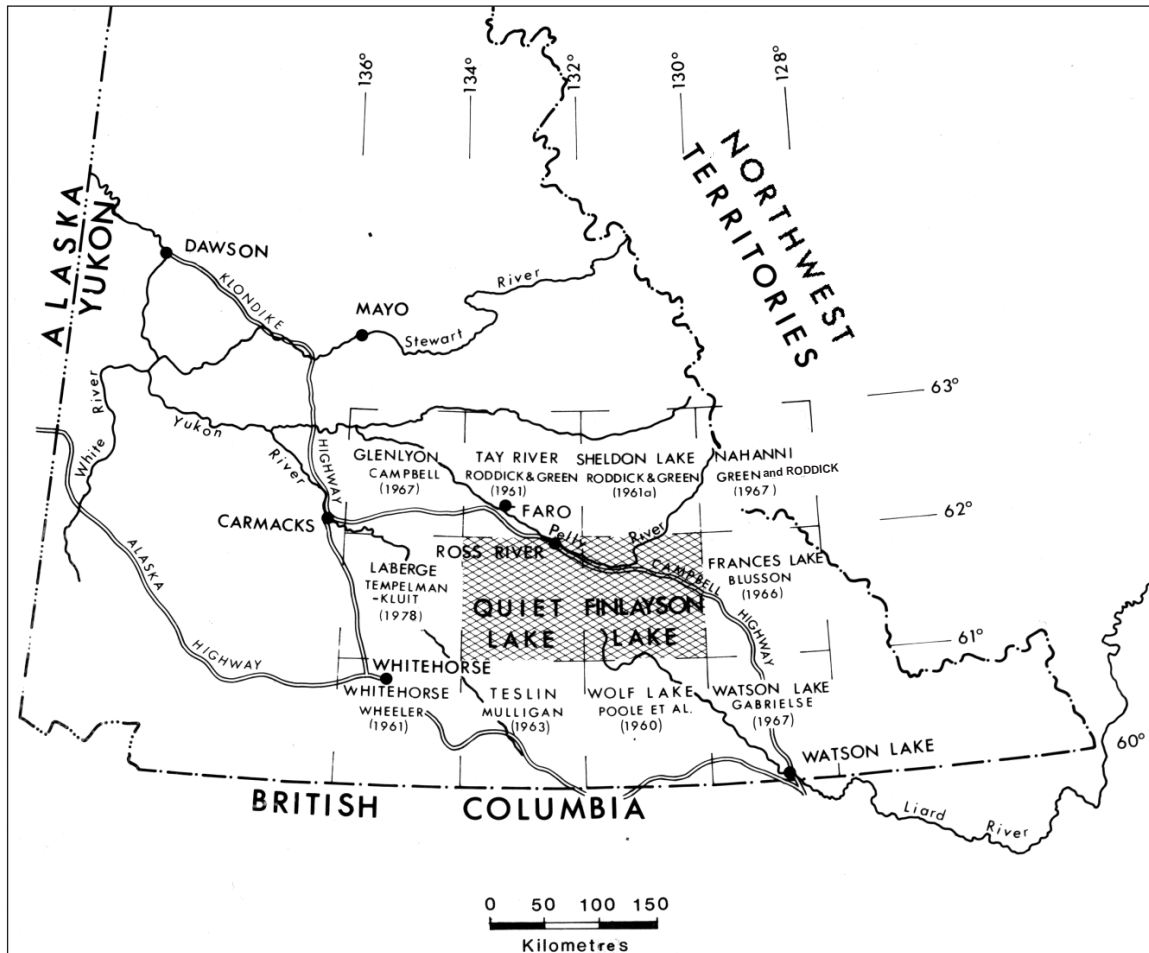 136°
134°
132°
130°
128°
NORTHWEST
TERRITORIES
ALASKA
YUKON
DAWSON
KLONDIKE
HIGHWAY
MAYO
Stewart River
White River
Yukon River
63°
GLENLYON
CAMPBELL
(1967)
TAY RIVER
RODDICK & GREEN
(1961)
SHELDON LAKE
RODDICK & GREEN
(1961a)
NAHANNI
GREEN and RODDICK
(1967)
62°
FARO
CARMACKS
Pelly River
ROSS RIVER
CAMPBELL
HIGHWAY
LABERGE
TEMPELMAN
-KLUIT
(1978)
QUIET
LAKE
FINLAYSON
LAKE
FRANCES LAKE
BLUSSON
(1966)
61°
ALASKA
HIGHWAY
WHITEHORSE
WHITEHORSE
WHEELER
(1961)
TESLIN
MULLIGAN
(1963)
WOLF LAKE
POOLE ET AL.
(1960)
WATSON LAKE
GABRIELSE
(1967)
60°
WATSON LAKE
BRITISH COLUMBIA
Liard River
0 50 100 150
Kilometres